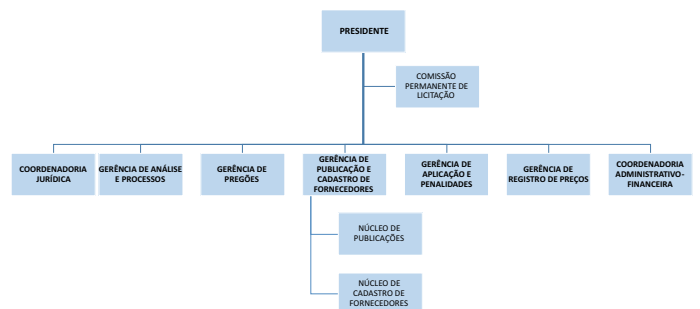 PRESIDENTE
COMISSÃO
PERMANENTE DE
LICITAÇÃO
COORDENADORIA
JURÍDICA
GERÊNCIA DE ANÁLISE
E PROCESSOS
GERÊNCIA DE
PREGÕES
GERÊNCIA DE
PUBLICAÇÃO E
CADASTRO DE
FORNECEDORES
GERÊNCIA DE
APLICAÇÃO E
PENALIDADES
GERÊNCIA DE
REGISTRO DE PREÇOS
COORDENADORIA
ADMINISTRATIVO-
FINANCEIRA
NÚCLEO DE
PUBLICAÇÕES
NÚCLEO DE
CADASTRO DE
FORNECEDORES